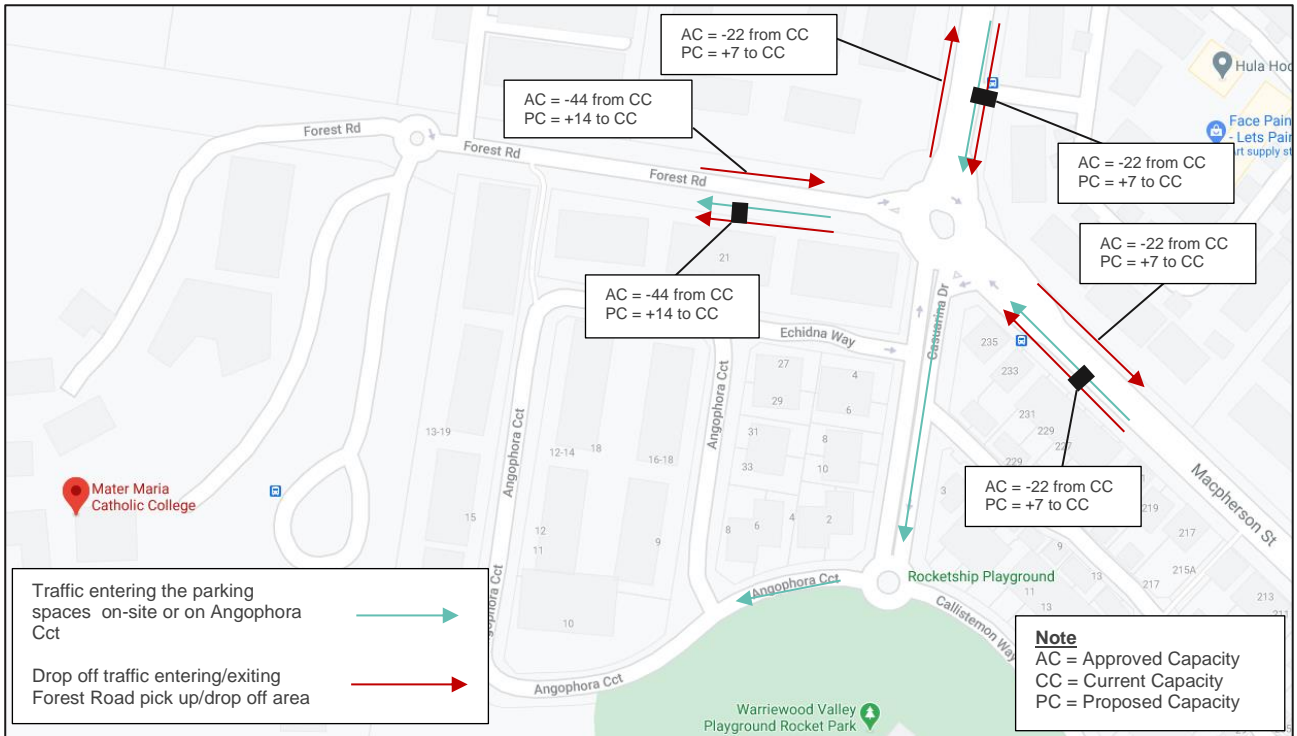 AC = -22 from CC
PC = +7 to CC
Hula Hoo
AC = -44 from CC
PC = +14 to CC
Face Pain
- Lets Pain
Art supply st
Forest Rd
Forest Rd
Forest Rd
AC = -22 from CC
PC = +7 to CC
AC = -22 from CC
PC = +7 to CC
21
AC = -44 from CC
PC = +14 to CC
Casuarina Dr
Echidna Way
235
233
27
4
29
6
231
227
229
31
8
227
225
229
33
10
Angophora Cct
Angophora Cct
13-19
12-14
18
16-18
3
AC = -22 from CC
PC = +7 to CC
Macpherson St
Mater Maria
Catholic College
15
12
11
9
8
6
4
2
219
217
9
11
13
13
217
215A
213
211
Rocketship Playground
Angophora Cct
Callistemon Way
10
ngophora Cct
Angophora Cct
Warriewood Valley
Playground Rocket Park
Traffic entering the parking
spaces on-site or on Angophora
Cct
Drop off traffic entering/exiting
Forest Road pick up/drop off area
Note
AC = Approved Capacity
CC = Current Capacity
PC = Proposed Capacity